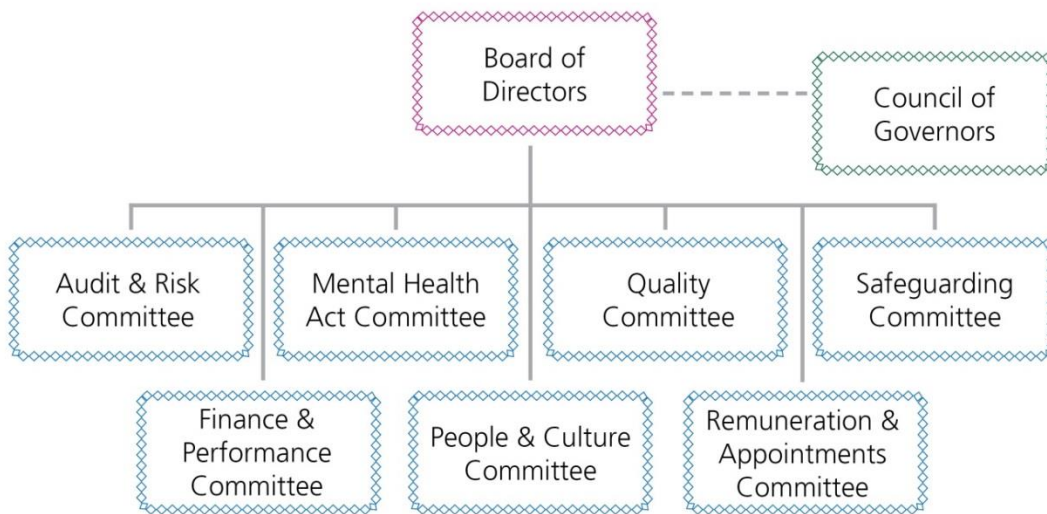 Board of
Directors
Council of
Governors
Audit & Risk
Committee
Mental Health
Act Committee
Quality
Committee
Safeguarding
Committee
Finance &
Performance
Committee
People & Culture
Committee
Remuneration &
Appointments
Committee